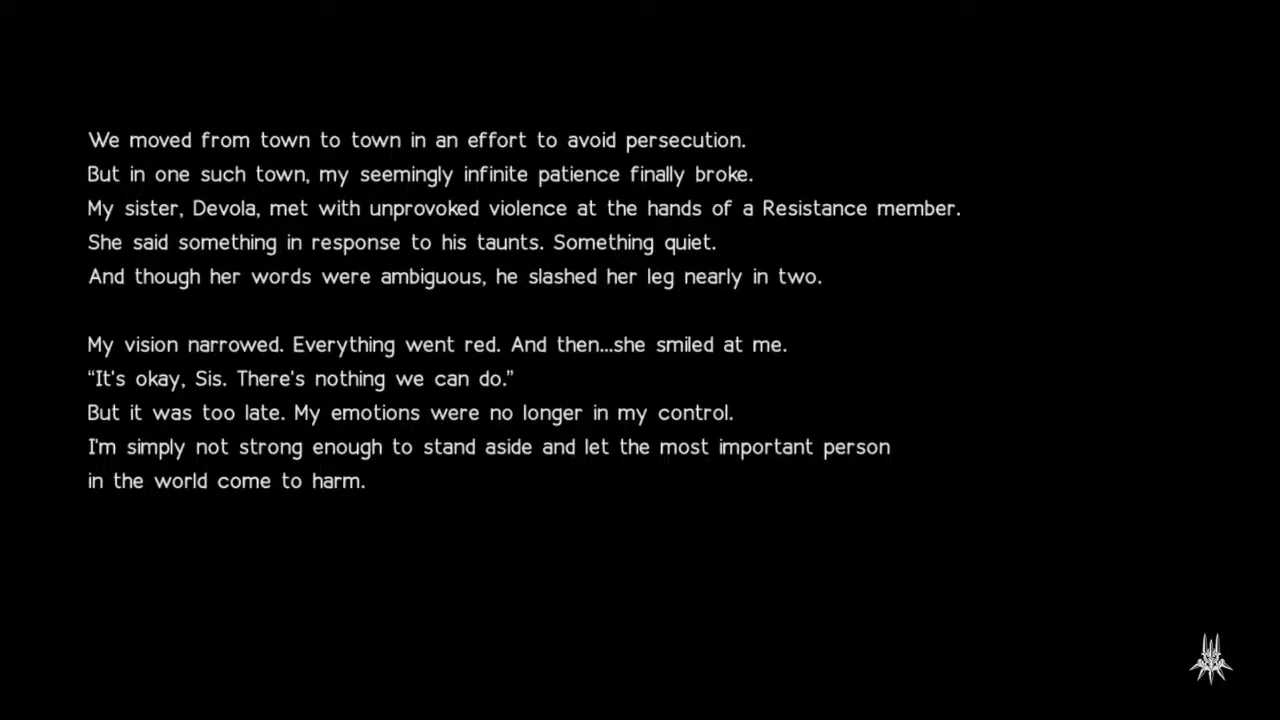 We moved from town to town in an effort to avoid persecution.
But in one such town, my seemingly infinite patience finally broke.
My sister, Devola, met with unprovoked violence at the hands of a Resistance member.
She said something in response to his taunts. Something quiet.
And though her words were ambiguous, he slashed her leg nearly in two.
My vision narrowed. Everything went red. And then...she smiled at me.
“It's okay, Sis. There's nothing we can do.”
But it was too late. My emotions were no longer in my control.
I'm simply not strong enough to stand aside and let the most important person
in the world come to harm.